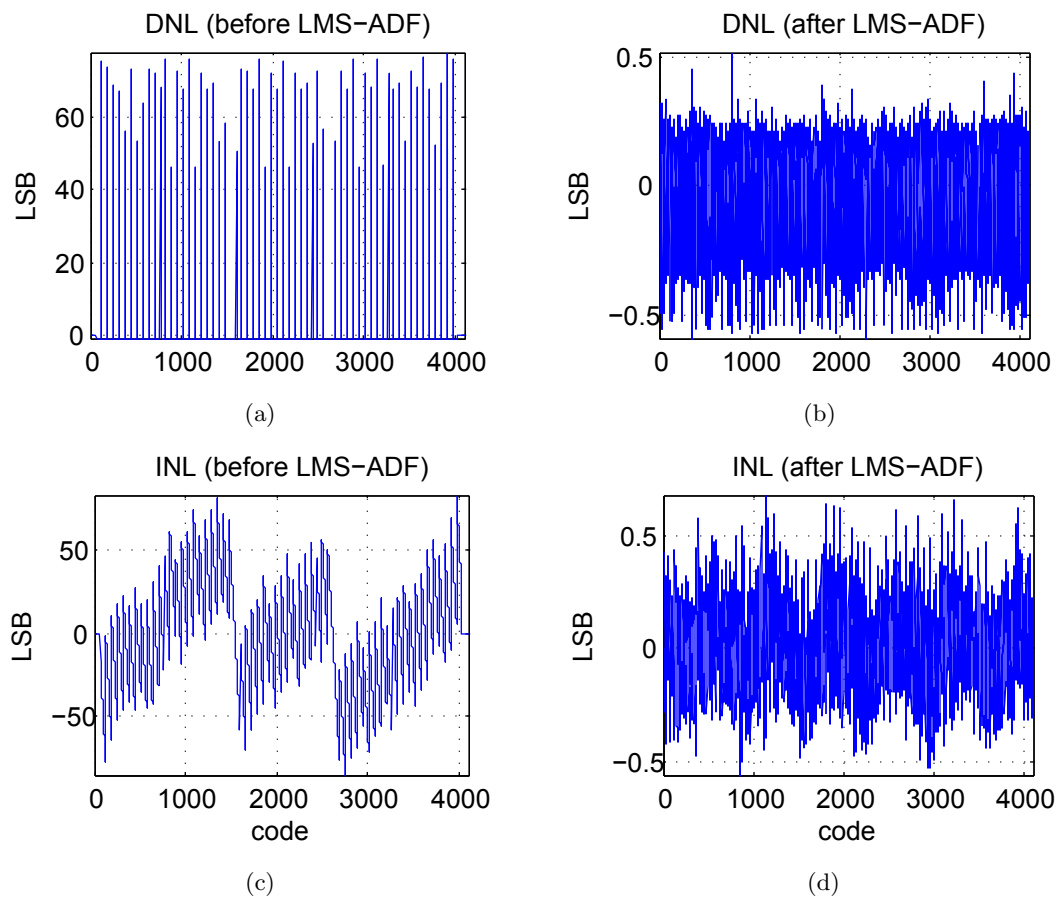 DNL (before LMS−ADF)
LSB
60
40
20
0
0 1000 2000 3000 4000
(a)
DNL (after LMS−ADF)
LSB
0.5
0
−0.5
0 1000 2000 3000 4000
(b)
INL (before LMS−ADF)
LSB
50
0
−50
0 1000 2000 3000 4000
code
(c)
INL (after LMS−ADF)
LSB
0.5
0
−0.5
0 1000 2000 3000 4000
code
(d)